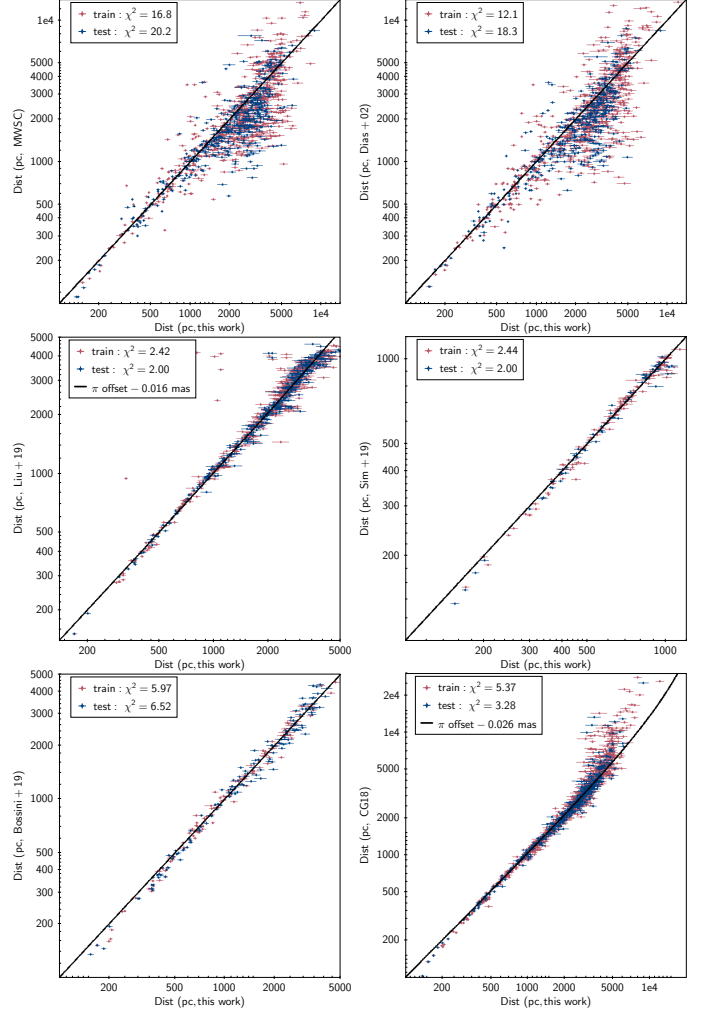 train : χ² = 16.8
test : χ² = 20.2
1e4
5000
4000
3000
2000
1000
500
400
300
200
Dist (pc, MWSC)
200 500 1000 2000 5000 1e4
Dist (pc, this work)
train : χ² = 12.1
test : χ² = 18.3
1e4
5000
4000
3000
2000
1000
500
400
300
200
Dist (pc, Dias + 02)
200 500 1000 2000 5000 1e4
Dist (pc, this work)
train : χ² = 2.42
test : χ² = 2.00
π offset − 0.016 mas
5000
4000
3000
2000
1000
500
400
300
200
Dist (pc, Liu + 19)
200 500 1000 2000 5000
Dist (pc, this work)
train : χ² = 2.44
test : χ² = 2.00
1000
500
400
300
200
Dist (pc, Sim + 19)
200 300 400 500 1000
Dist (pc, this work)
train : χ² = 5.97
test : χ² = 6.52
5000
4000
3000
2000
1000
500
400
300
200
Dist (pc, Bossini + 19)
200 500 1000 2000 5000
Dist (pc, this work)
train : χ² = 5.37
test : χ² = 3.28
π offset − 0.026 mas
2e4
1e4
5000
2000
1000
500
200
Dist (pc, CG18)
200 500 1000 2000 5000 1e4
Dist (pc, this work)